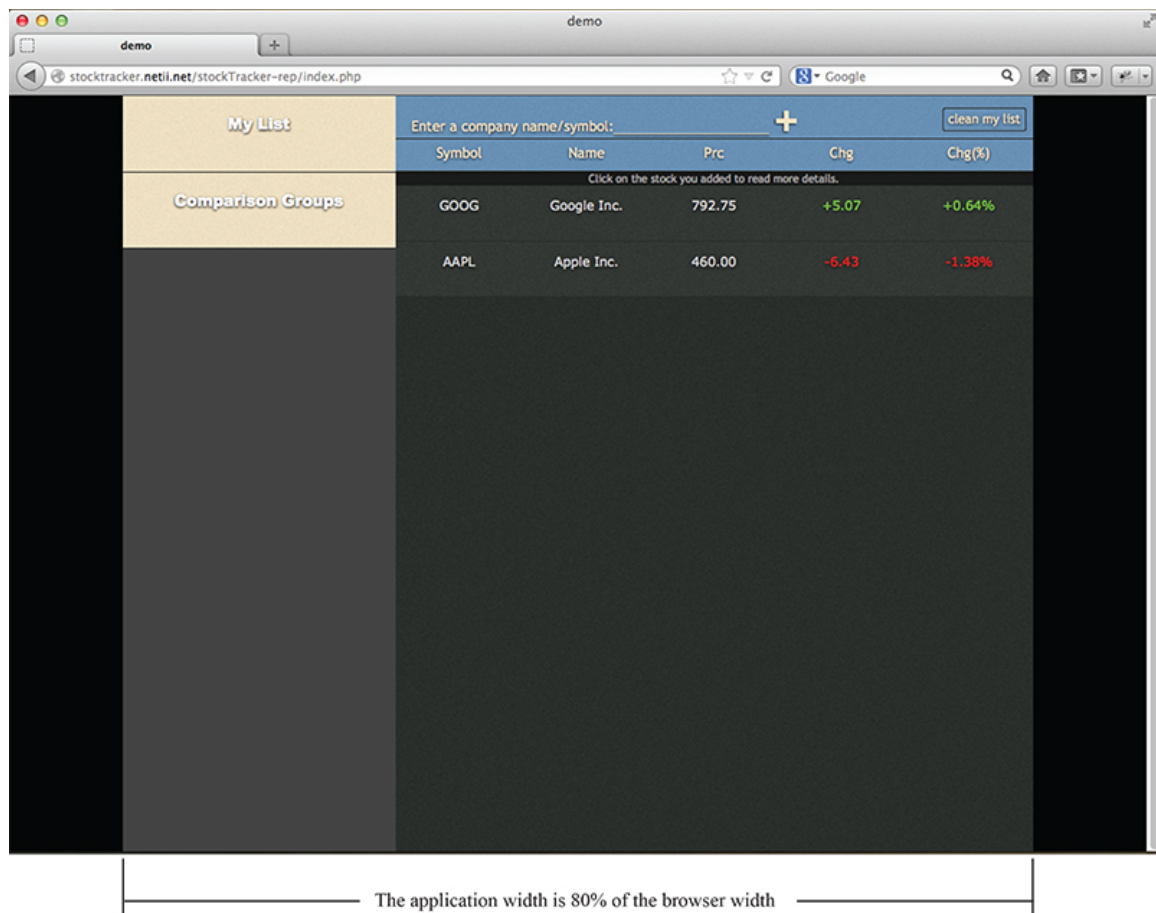 demo
demo
stocktracker.netii.net/stockTracker-rep/index.php
Google
My List
Enter a company name/symbol:
clean my list
Symbol Name Prc Chg Chg(%)
Click on the stock you added to read more details.
Comparison Groups
GOOG Google Inc. 792.75 +5.07 +0.64%
AAPL Apple Inc. 460.00 -6.43 -1.38%
The application width is 80% of the browser width